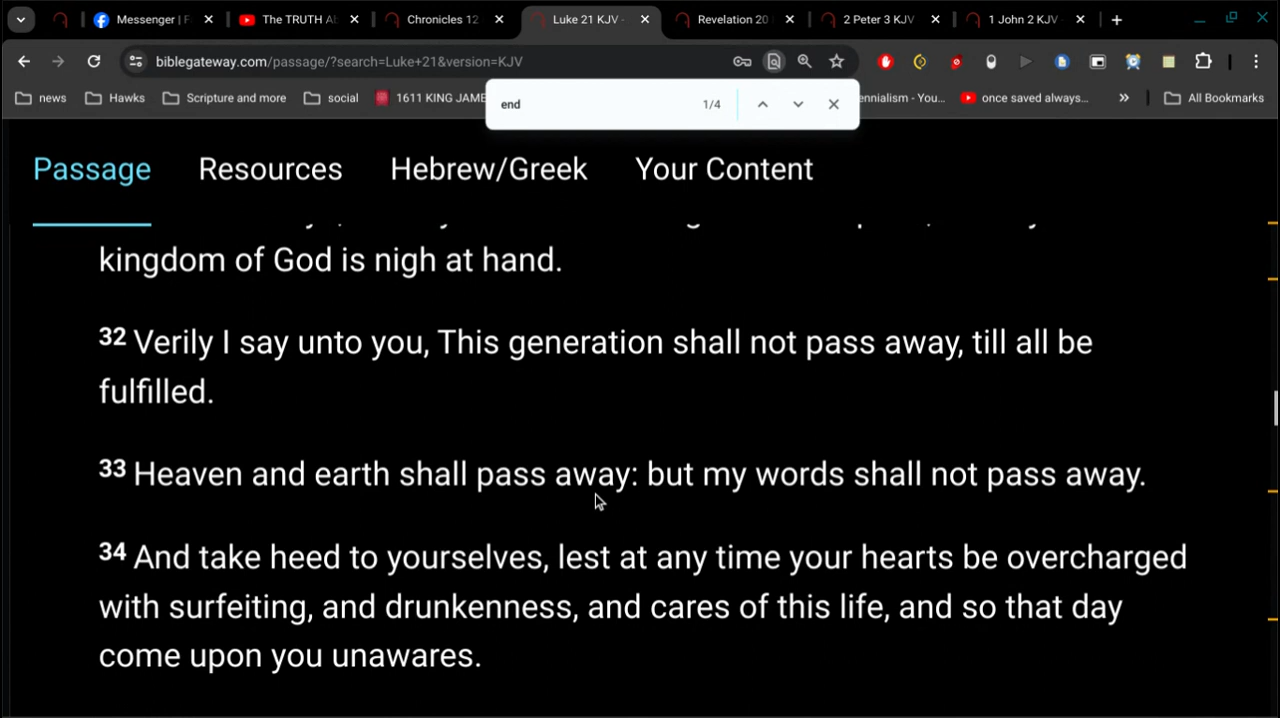 Messenger | F
The TRUTH Ab
Chronicles 12
Luke 21 KJV -
Revelation 20
2 Peter 3 KJV
1 John 2 KJV
biblegateway.com/passage/?search=Luke+21&version=KJV
news
Hawks
Scripture and more
social
1611 KING JAME
ennialism - You...
once saved always...
All Bookmarks
end
1/4
Passage
Resources
Hebrew/Greek
Your Content
kingdom of God is nigh at hand.
32 Verily I say unto you, This generation shall not pass away, till all be
fulfilled.
33 Heaven and earth shall pass away: but my words shall not pass away.
34 And take heed to yourselves, lest at any time your hearts be overcharged
with surfeiting, and drunkenness, and cares of this life, and so that day
come upon you unawares.